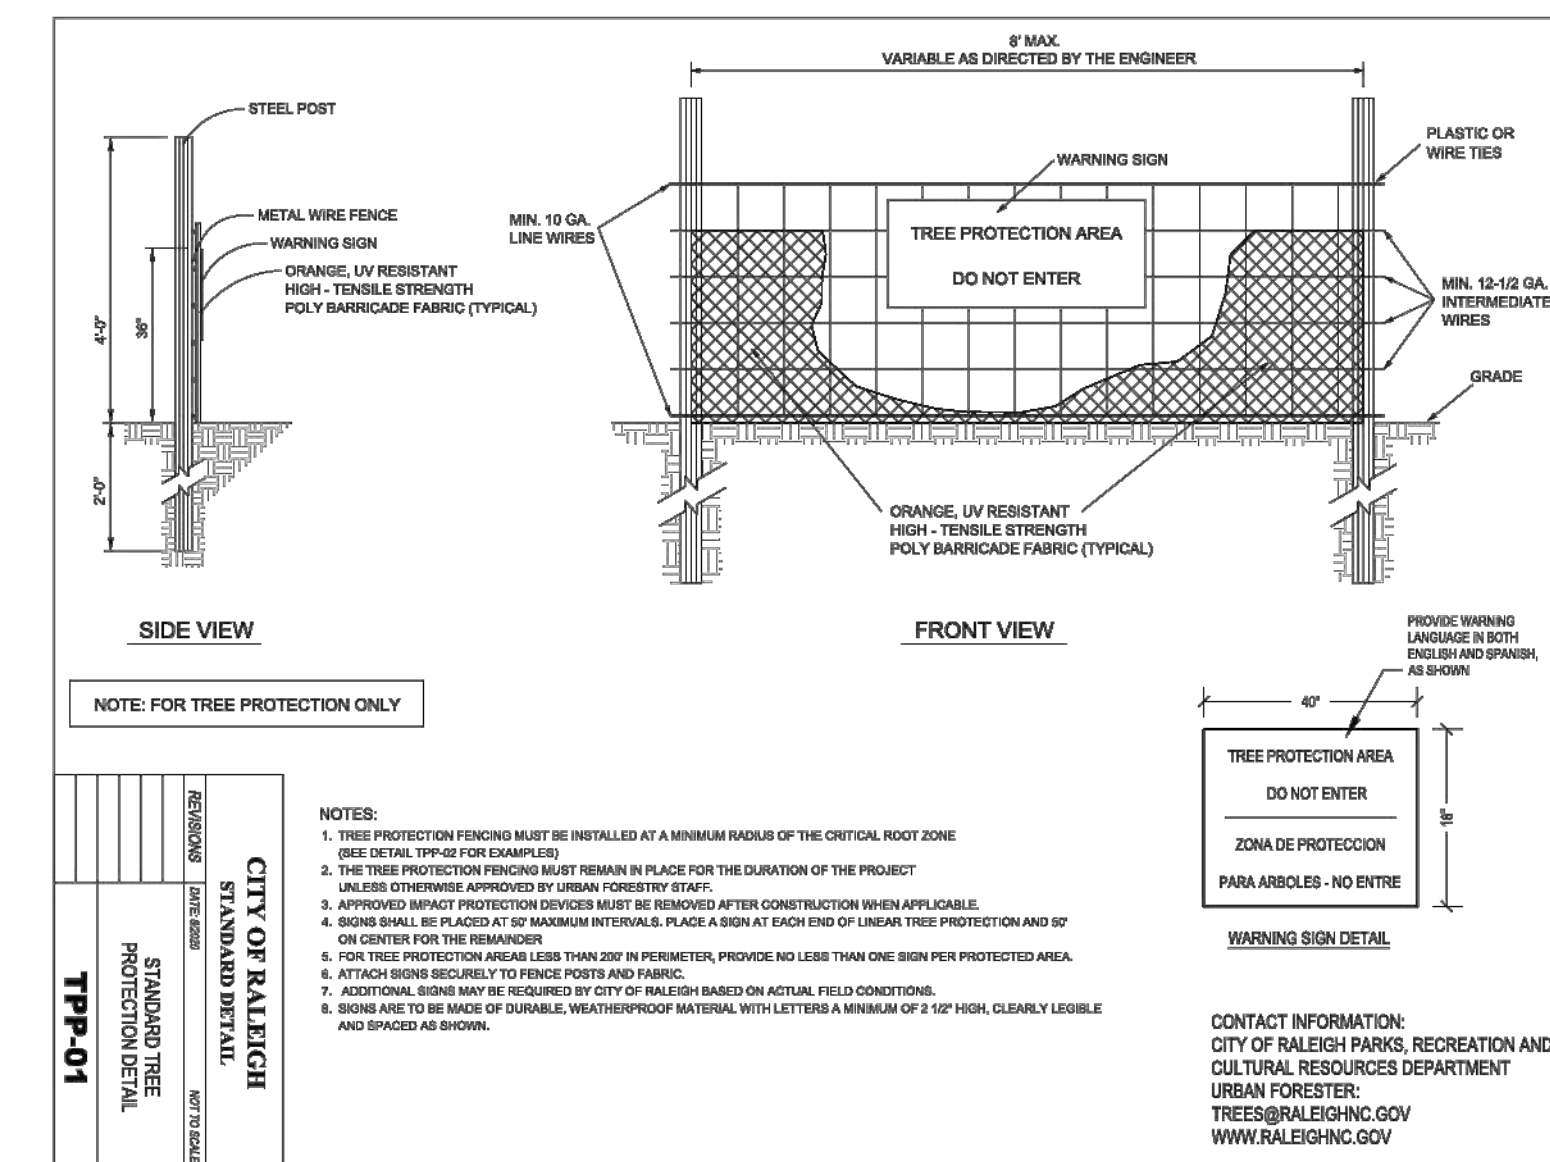 8' MAX.
VARIABLE AS DIRECTED BY THE ENGINEER
STEEL POST
METAL WIRE FENCE
WARNING SIGN
ORANGE, UV RESISTANT
HIGH - TENSILE STRENGTH
POLY BARRICADE FABRIC (TYPICAL)
4'-0"
2'-0"
SIDE VIEW
MIN. 10 GA.
LINE WIRES
WARNING SIGN
TREE PROTECTION AREA
DO NOT ENTER
PLASTIC OR
WIRE TIES
MIN. 12-1/2 GA.
INTERMEDIATE
WIRES
GRADE
ORANGE, UV RESISTANT
HIGH - TENSILE STRENGTH
POLY BARRICADE FABRIC (TYPICAL)
FRONT VIEW
NOTE: FOR TREE PROTECTION ONLY
PROVIDE WARNING
LANGUAGE IN BOTH
ENGLISH AND SPANISH,
AS SHOWN
40"
18"
TREE PROTECTION AREA
DO NOT ENTER
ZONA DE PROTECCION
PARA ARBOLES - NO ENTRE
WARNING SIGN DETAIL
NOTES:
1. TREE PROTECTION FENCING MUST BE INSTALLED AT A MINIMUM RADIUS OF THE CRITICAL ROOT ZONE
(SEE DETAIL TPP-02 FOR EXAMPLES)
2. THE TREE PROTECTION FENCING MUST REMAIN IN PLACE FOR THE DURATION OF THE PROJECT
UNLESS OTHERWISE APPROVED BY URBAN FORESTRY STAFF.
3. APPROVED IMPACT PROTECTION DEVICES MUST BE REMOVED AFTER CONSTRUCTION WHEN APPLICABLE.
4. SIGNS SHALL BE PLACED AT 50' MAXIMUM INTERVALS. PLACE A SIGN AT EACH END OF LINEAR TREE PROTECTION AND 50'
ON CENTER FOR THE REMAINDER
5. FOR TREE PROTECTION AREAS LESS THAN 200' IN PERIMETER, PROVIDE NO LESS THAN ONE SIGN PER PROTECTED AREA.
6. ATTACH SIGNS SECURELY TO FENCE POSTS AND FABRIC.
7. ADDITIONAL SIGNS MAY BE REQUIRED BY CITY OF RALEIGH BASED ON ACTUAL FIELD CONDITIONS.
8. SIGNS ARE TO BE MADE OF DURABLE, WEATHERPROOF MATERIAL WITH LETTERS A MINIMUM OF 2 1/2" HIGH, CLEARLY LEGIBLE
AND SPACED AS SHOWN.
CITY OF RALEIGH
STANDARD DETAIL
REVISIONS
DATE: 8/2020
NOT TO SCALE
STANDARD TREE
PROTECTION DETAIL
TPP-01
CONTACT INFORMATION:
CITY OF RALEIGH PARKS, RECREATION AND
CULTURAL RESOURCES DEPARTMENT
URBAN FORESTER:
TREES@RALEIGHNC.GOV
WWW.RALEIGHNC.GOV